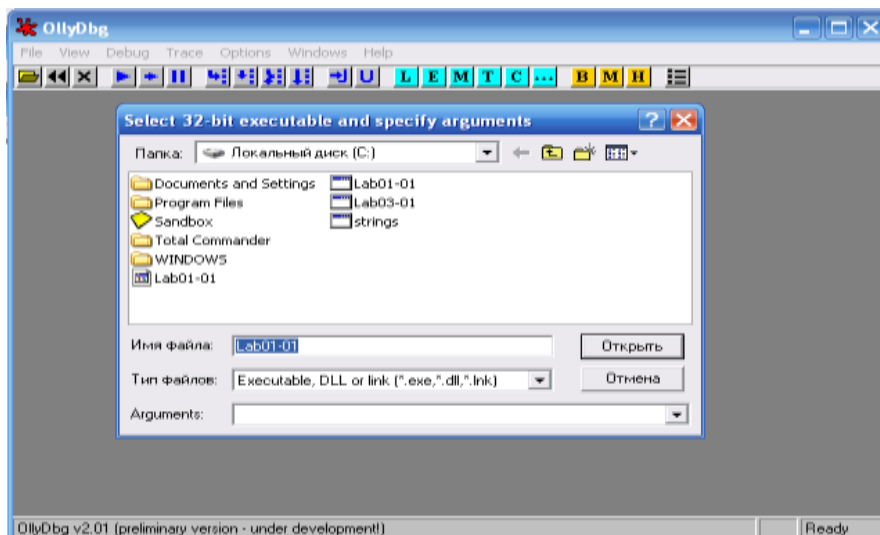 OllyDbg
File View Debug Trace Options Windows Help
L E M T C ... B M H
Select 32-bit executable and specify arguments
Папка: Локальный диск (C:)
Documents and Settings Lab01-01
Program Files Lab03-01
Sandbox strings
Total Commander
WINDOWS
Lab01-01
Имя файла: Lab01-01 Открыть
Тип файлов: Executable, DLL or link (*.exe,*.dll,*.lnk) Отмена
Arguments:
OllyDbg v2.01 (preliminary version - under development!) Ready